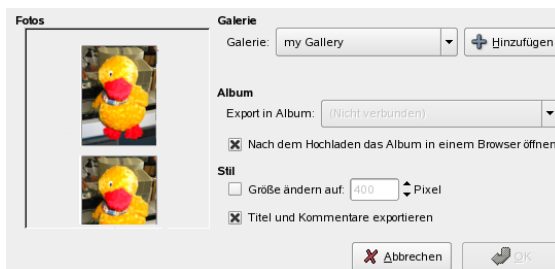 Fotos
Galerie
Galerie: my Gallery Hinzufügen
Album
Export in Album: (Nicht verbunden)
Nach dem Hochladen das Album in einem Browser öffnen
Stil
Größe ändern auf: 400 Pixel
Titel und Kommentare exportieren
Abbrechen OK